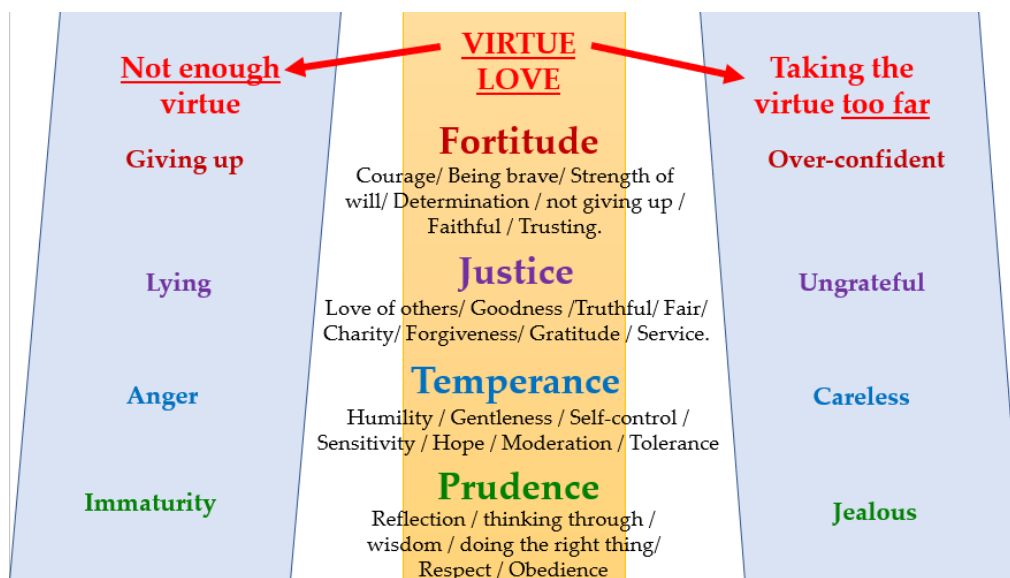 Not enough
virtue
VIRTUE
LOVE
Taking the
virtue too far
Giving up
Fortitude
Courage/ Being brave/ Strength of
will/ Determination / not giving up /
Faithful / Trusting.
Over-confident
Lying
Justice
Love of others/ Goodness /Truthful/ Fair/
Charity/ Forgiveness/ Gratitude / Service.
Ungrateful
Anger
Temperance
Humility / Gentleness / Self-control /
Sensitivity / Hope / Moderation / Tolerance
Careless
Immaturity
Prudence
Reflection / thinking through /
wisdom / doing the right thing/
Respect / Obedience
Jealous